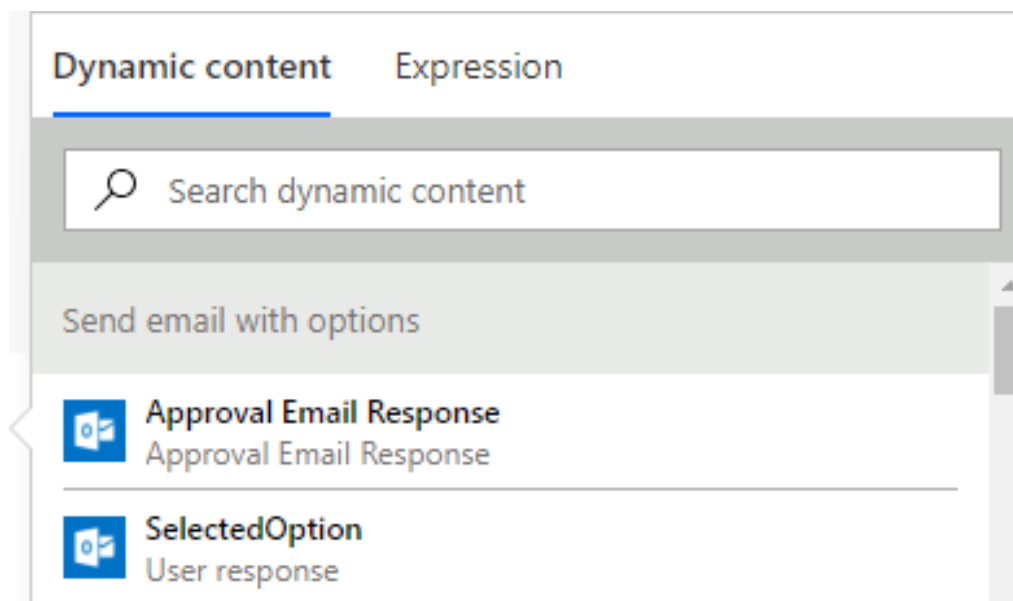 Dynamic content Expression
Search dynamic content
Send email with options
Approval Email Response
Approval Email Response
SelectedOption
User response